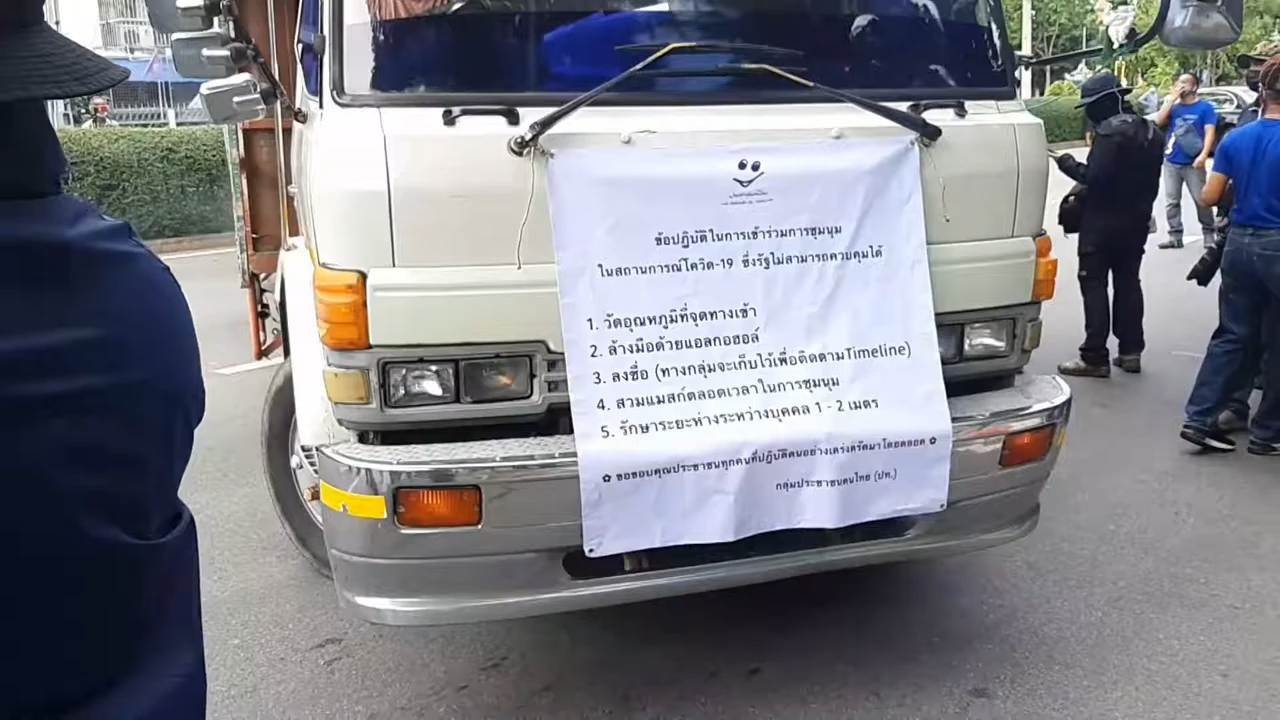 ข้อปฏิบัติในการเข้าร่วมการชุมนุม
ในสถานการณ์โควิด-19 ซึ่งรัฐไม่สามารถควบคุมได้
1. วัดอุณหภูมิที่จุดทางเข้า
2. ล้างมือด้วยแอลกอฮอล์
3. ลงชื่อ (ทางกลุ่มจะเก็บไว้เพื่อติดตามTimeline)
4. สวมแมสก์ตลอดเวลาในการชุมนุม
5. รักษาระยะห่างระหว่างบุคคล 1 - 2 เมตร
✿ ขอขอบคุณประชาชนทุกคนที่ปฏิบัติตนอย่างเคร่งครัดมาโดยตลอด ✿
กลุ่มประชาชนคนไทย (ปท.)